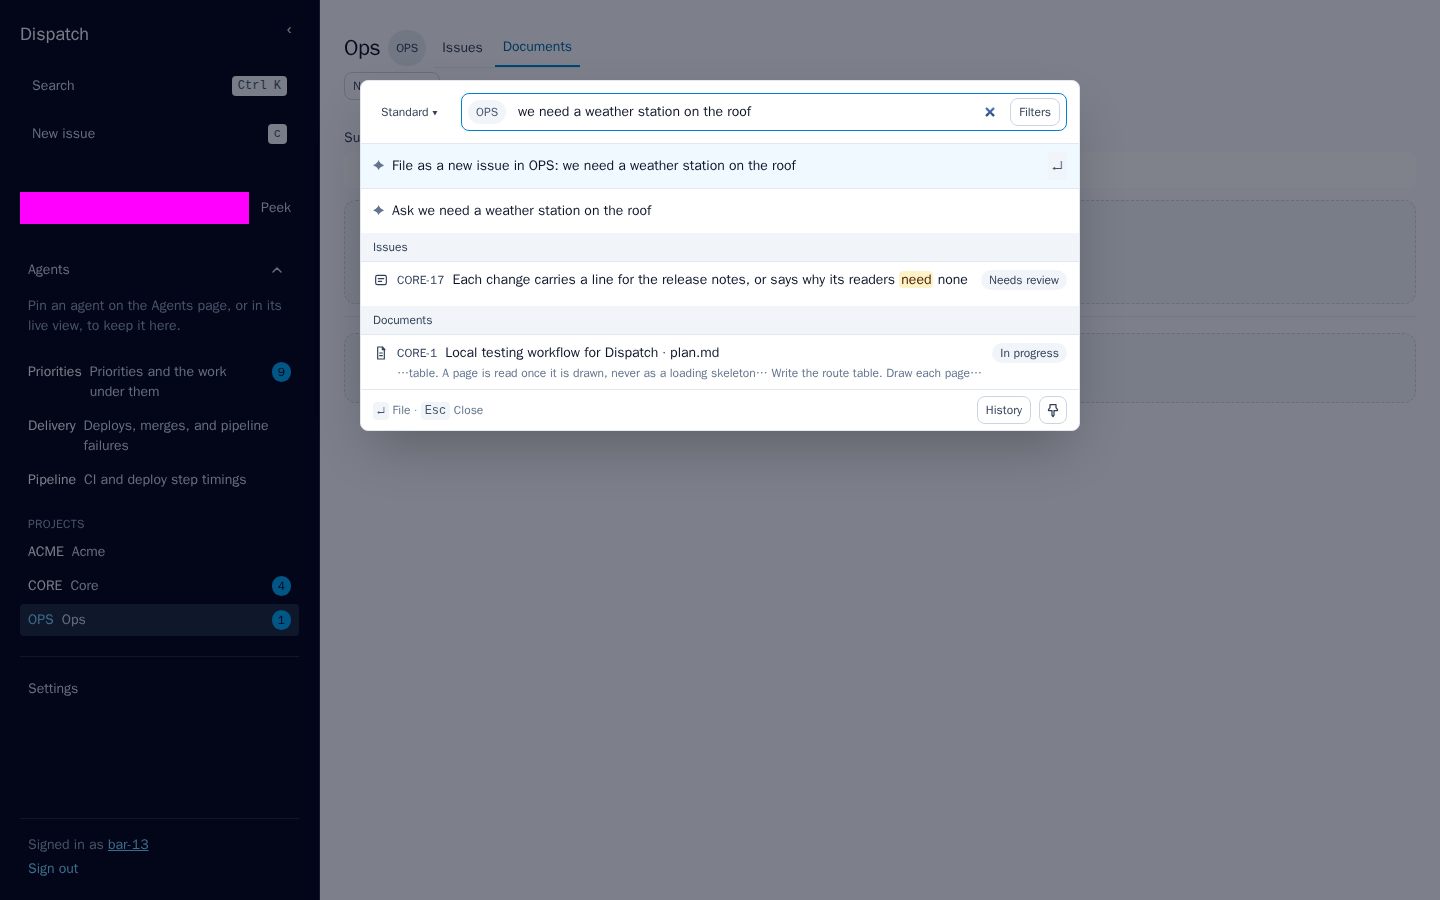 Dispatch
Search
Ctrl K
New issue
C
Peek
Agents
Pin an agent on the Agents page, or in its
live view, to keep it here.
Priorities Priorities and the work
under them
9
Delivery Deploys, merges, and pipeline
failures
Pipeline CI and deploy step timings
PROJECTS
ACME Acme
CORE Core 4
OPS Ops 1
Settings
Signed in as bar-13
Sign out
Ops OPS Issues Documents
Standard ▾
OPS we need a weather station on the roof
Filters
File as a new issue in OPS: we need a weather station on the roof
Ask we need a weather station on the roof
Issues
CORE-17 Each change carries a line for the release notes, or says why its readers need none Needs review
Documents
CORE-1 Local testing workflow for Dispatch · plan.md In progress
···table. A page is read once it is drawn, never as a loading skeleton··· Write the route table. Draw each page···
↵ File · Esc Close
History